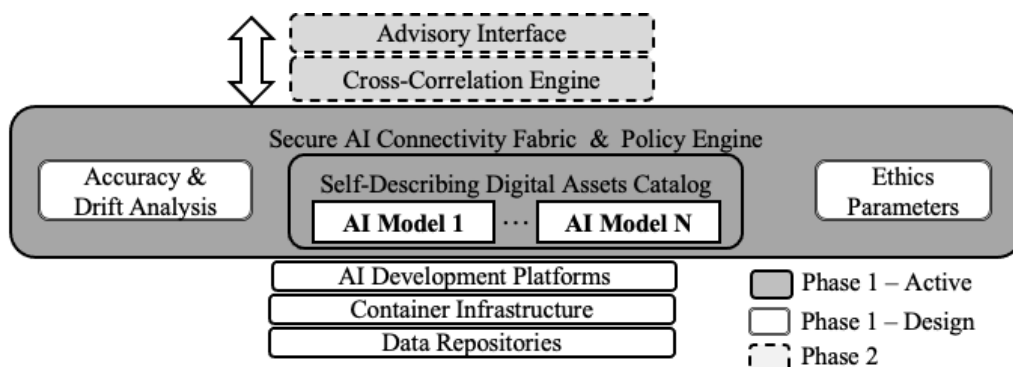 Advisory Interface
Cross-Correlation Engine
Secure AI Connectivity Fabric & Policy Engine
Accuracy &
Drift Analysis
Self-Describing Digital Assets Catalog
AI Model 1 ... AI Model N
Ethics
Parameters
AI Development Platforms
Container Infrastructure
Data Repositories
Phase 1 – Active
Phase 1 – Design
Phase 2